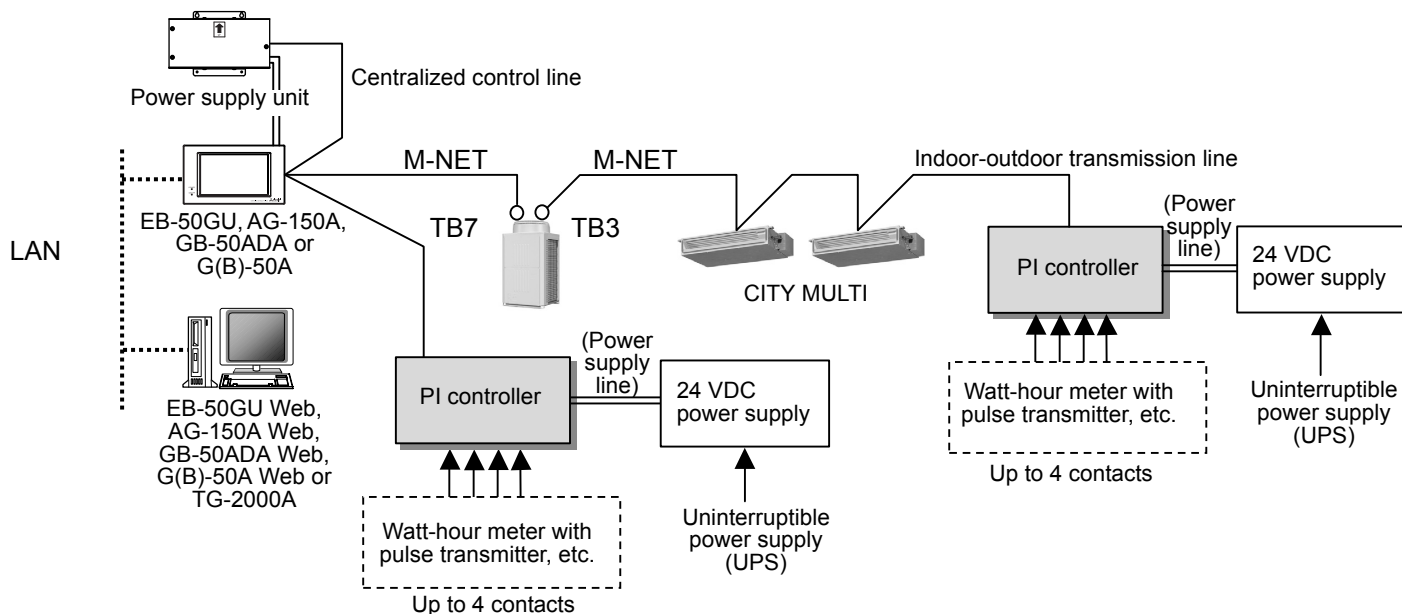 Power supply unit
Centralized control line
LAN
EB-50GU, AG-150A,
GB-50ADA or
G(B)-50A
M-NET
M-NET
TB7
TB3
CITY MULTI
Indoor-outdoor transmission line
PI controller
(Power
supply
line)
24 VDC
power supply
Watt-hour meter with
pulse transmitter, etc.
Up to 4 contacts
Uninterruptible
power supply
(UPS)
EB-50GU Web,
AG-150A Web,
GB-50ADA Web,
G(B)-50A Web or
TG-2000A
PI controller
(Power
supply
line)
24 VDC
power supply
Watt-hour meter with
pulse transmitter, etc.
Up to 4 contacts
Uninterruptible
power supply
(UPS)